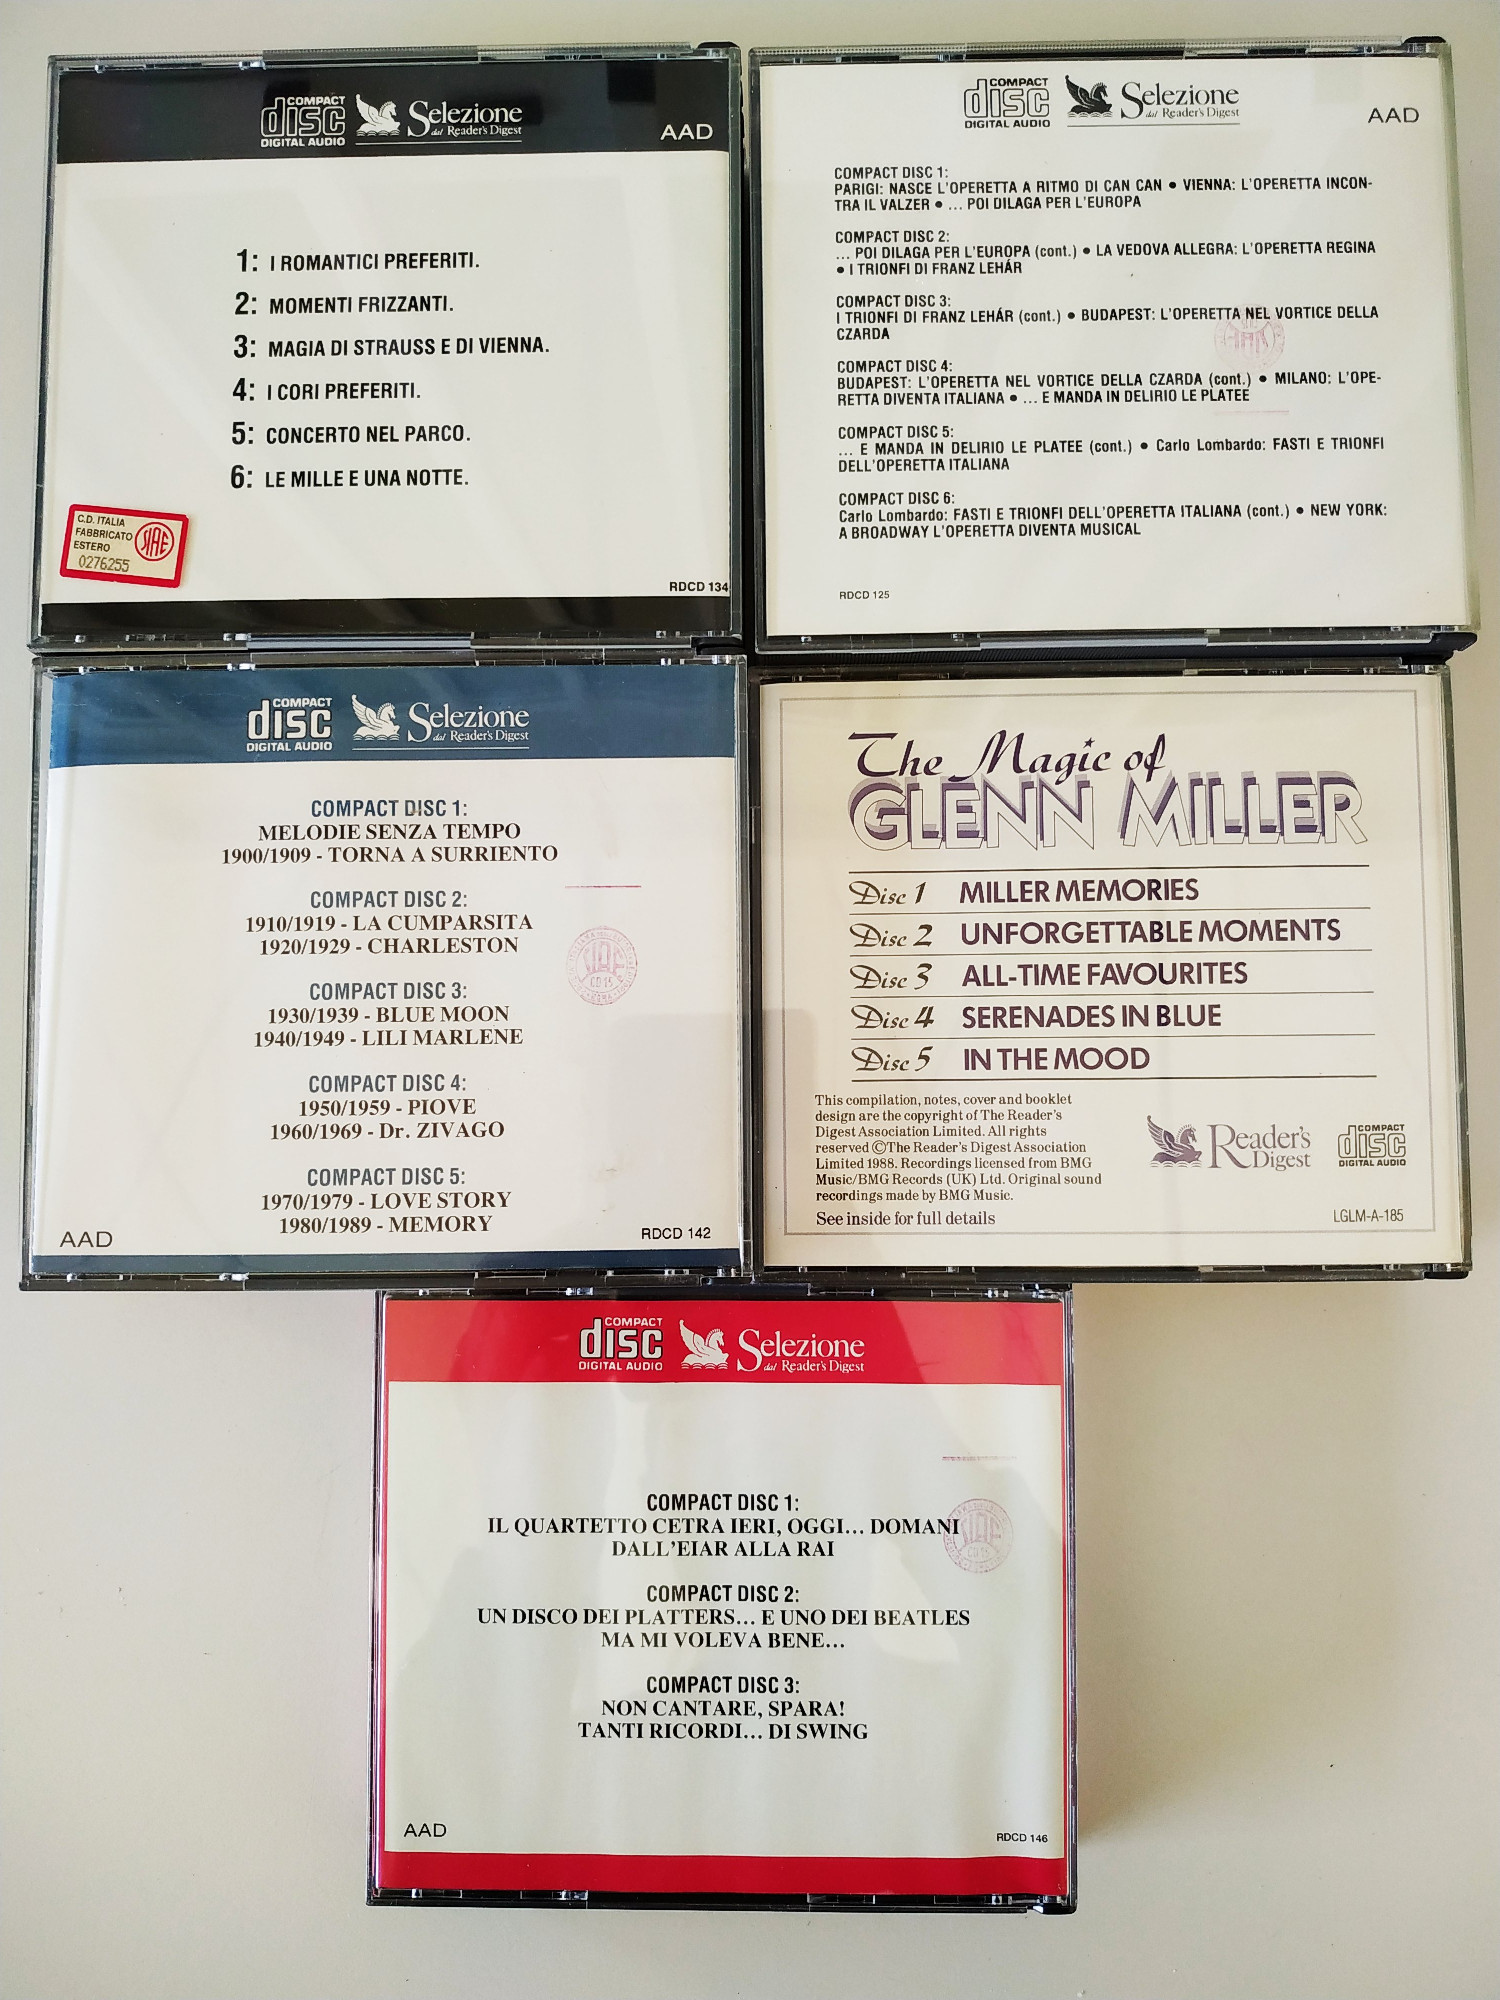 COMPACT
disc
DIGITAL AUDIO
Selezione
dal Reader's Digest
AAD
1: I ROMANTICI PREFERITI.
2: MOMENTI FRIZZANTI.
3: MAGIA DI STRAUSS E DI VIENNA.
4: I CORI PREFERITI.
5: CONCERTO NEL PARCO.
6: LE MILLE E UNA NOTTE.
C.D. ITALIA
FABBRICATO
ESTERO
0276255
SIAE
RDCD 134
COMPACT
disc
DIGITAL AUDIO
Selezione
dal Reader's Digest
AAD
COMPACT DISC 1:
PARIGI: NASCE L'OPERETTA A RITMO DI CAN CAN ● VIENNA: L'OPERETTA INCON-
TRA IL VALZER ● ... POI DILAGA PER L'EUROPA
COMPACT DISC 2:
... POI DILAGA PER L'EUROPA (cont.) ● LA VEDOVA ALLEGRA: L'OPERETTA REGINA
● I TRIONFI DI FRANZ LEHÁR
COMPACT DISC 3:
I TRIONFI DI FRANZ LEHÁR (cont.) ● BUDAPEST: L'OPERETTA NEL VORTICE DELLA
CZARDA
COMPACT DISC 4:
BUDAPEST: L'OPERETTA NEL VORTICE DELLA CZARDA (cont.) ● MILANO: L'OPE-
RETTA DIVENTA ITALIANA ● ... E MANDA IN DELIRIO LE PLATEE
COMPACT DISC 5:
... E MANDA IN DELIRIO LE PLATEE (cont.) ● Carlo Lombardo: FASTI E TRIONFI
DELL'OPERETTA ITALIANA
COMPACT DISC 6:
Carlo Lombardo: FASTI E TRIONFI DELL'OPERETTA ITALIANA (cont.) ● NEW YORK:
A BROADWAY L'OPERETTA DIVENTA MUSICAL
RDCD 125
COMPACT
disc
DIGITAL AUDIO
Selezione
dal Reader's Digest
COMPACT DISC 1:
MELODIE SENZA TEMPO
1900/1909 - TORNA A SURRIENTO
COMPACT DISC 2:
1910/1919 - LA CUMPARSITA
1920/1929 - CHARLESTON
COMPACT DISC 3:
1930/1939 - BLUE MOON
1940/1949 - LILI MARLENE
COMPACT DISC 4:
1950/1959 - PIOVE
1960/1969 - Dr. ZIVAGO
COMPACT DISC 5:
1970/1979 - LOVE STORY
1980/1989 - MEMORY
SIAE
CD 15
AAD
RDCD 142
The Magic of
GLENN MILLER
Disc 1 MILLER MEMORIES
Disc 2 UNFORGETTABLE MOMENTS
Disc 3 ALL-TIME FAVOURITES
Disc 4 SERENADES IN BLUE
Disc 5 IN THE MOOD
This compilation, notes, cover and booklet
design are the copyright of The Reader's
Digest Association Limited. All rights
reserved ©The Reader's Digest Association
Limited 1988. Recordings licensed from BMG
Music/BMG Records (UK) Ltd. Original sound
recordings made by BMG Music.
See inside for full details
Reader's
Digest
COMPACT
disc
DIGITAL AUDIO
LGLM-A-185
COMPACT
disc
DIGITAL AUDIO
Selezione
dal Reader's Digest
COMPACT DISC 1:
IL QUARTETTO CETRA IERI, OGGI... DOMANI
DALL'EIAR ALLA RAI
COMPACT DISC 2:
UN DISCO DEI PLATTERS... E UNO DEI BEATLES
MA MI VOLEVA BENE...
COMPACT DISC 3:
NON CANTARE, SPARA!
TANTI RICORDI... DI SWING
SIAE
CD 15
AAD
RDCD 146